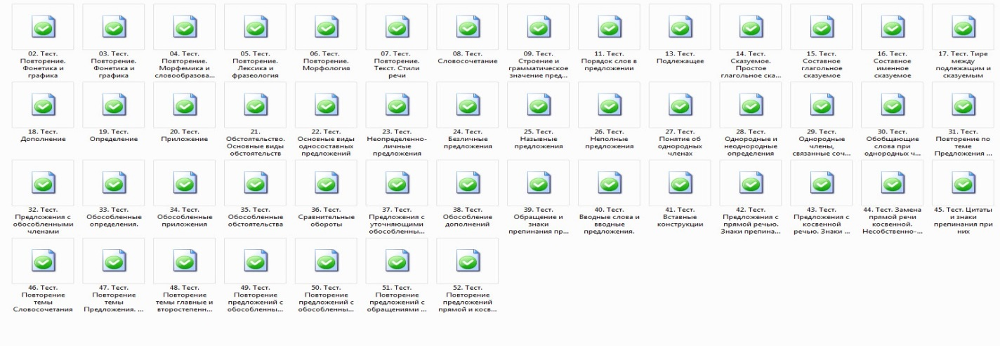 02. Тест.
Повторение.
Фонетика и
графика
03. Тест.
Повторение.
Фонетика и
графика
04. Тест.
Повторение.
Морфемика и
словообразова...
05. Тест.
Повторение.
Лексика и
фразеология
06. Тест.
Повторение.
Морфология
07. Тест.
Повторение.
Текст. Стили
речи
08. Тест.
Словосочетание
09. Тест.
Строение и
грамматическое
значение пред...
11. Тест.
Порядок слов в
предложении
13. Тест.
Подлежащее
14. Тест.
Сказуемое.
Простое
глагольное ска...
15. Тест.
Составное
глагольное
сказуемое
16. Тест.
Составное
именное
сказуемое
17. Тест. Тире
между
подлежащим и
сказуемым
18. Тест.
Дополнение
19. Тест.
Определение
20. Тест.
Приложение
21.
Обстоятельство.
Основные виды
обстоятельств
22. Тест.
Основные виды
односоставных
предложений
23. Тест.
Неопределенно-
личные
предложения
24. Тест.
Безличные
предложения
25. Тест.
Назывные
предложения
26. Тест.
Неполные
предложения
27. Тест.
Понятие об
однородных
членах
28. Тест.
Однородные и
неоднородные
определения
29. Тест.
Однородные
члены,
связанные соч...
30. Тест.
Обобщающие
слова при
однородных ч...
31. Тест.
Повторение по
теме
Предложения ...
32. Тест.
Предложения с
обособленными
членами
33. Тест.
Обособленные
определения.
34. Тест.
Обособленные
приложения
35. Тест.
Обособленные
обстоятельства
36. Тест.
Сравнительные
обороты
37. Тест.
Предложения с
уточняющими
обособленны...
38. Тест.
Обособление
дополнений
39. Тест.
Обращение и
знаки
препинания пр...
40. Тест.
Вводные слова и
вводные
предложения.
41. Тест.
Вставные
конструкции
42. Тест.
Предложения с
прямой речью.
Знаки препина...
43. Тест.
Предложения с
косвенной
речью. Знаки ...
44. Тест. Замена
прямой речи
косвенной.
Несобственно-...
45. Тест. Цитаты
и знаки
препинания при
них
46. Тест.
Повторение
темы
Словосочетания
47. Тест.
Повторение
темы
Предложения. ...
48. Тест.
Повторение
темы главные и
второстепенн...
49. Тест.
Повторение
предложений с
обособленны...
50. Тест.
Повторение
предложений с
обособленны...
51. Тест.
Повторение
предложений с
обращениями ...
52. Тест.
Повторение
предложений
прямой и косв...